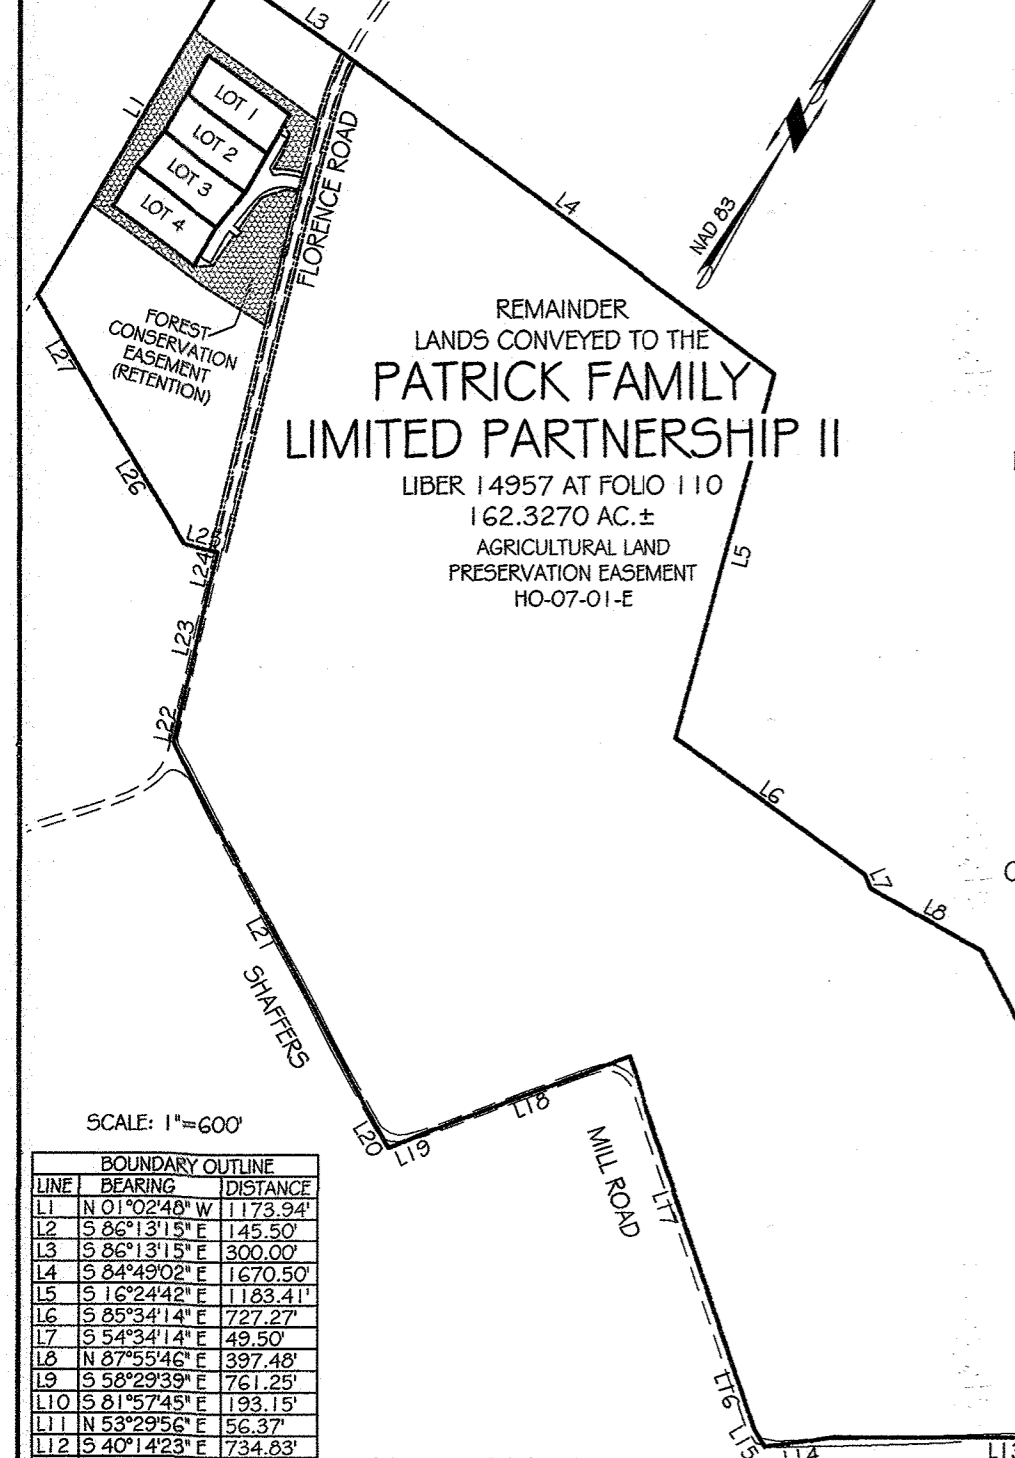 L3
L1
LOT 1
LOT 2
LOT 3
LOT 4
FLORENCE ROAD
L4
NAD 83
FOREST
CONSERVATION
EASEMENT
(RETENTION)
L27
L26
REMAINDER
LANDS CONVEYED TO THE
PATRICK FAMILY
LIMITED PARTNERSHIP II
LIBER 14957 AT FOLIO 110
162.3270 AC.±
AGRICULTURAL LAND
PRESERVATION EASEMENT
HO-07-01-E
L5
L25
L24
L23
L22
L6
L7
L8
L21
SHAFFERS
L20
L19
L18
MILL ROAD
L17
L16
L15
L14
L13
SCALE: 1"=600'
BOUNDARY OUTLINE
LINE BEARING DISTANCE
L1 N 01°02'48" W 1173.94'
L2 S 86°13'15" E 145.50'
L3 S 86°13'15" E 300.00'
L4 S 84°49'02" E 1670.50'
L5 S 16°24'42" E 1183.41'
L6 S 85°34'14" E 727.27'
L7 S 54°34'14" E 49.50'
L8 N 87°55'46" E 397.48'
L9 S 58°29'39" E 761.25'
L10 S 81°57'45" E 193.15'
L11 N 53°29'56" E 56.37'
L12 S 40°14'23" E 734.83'